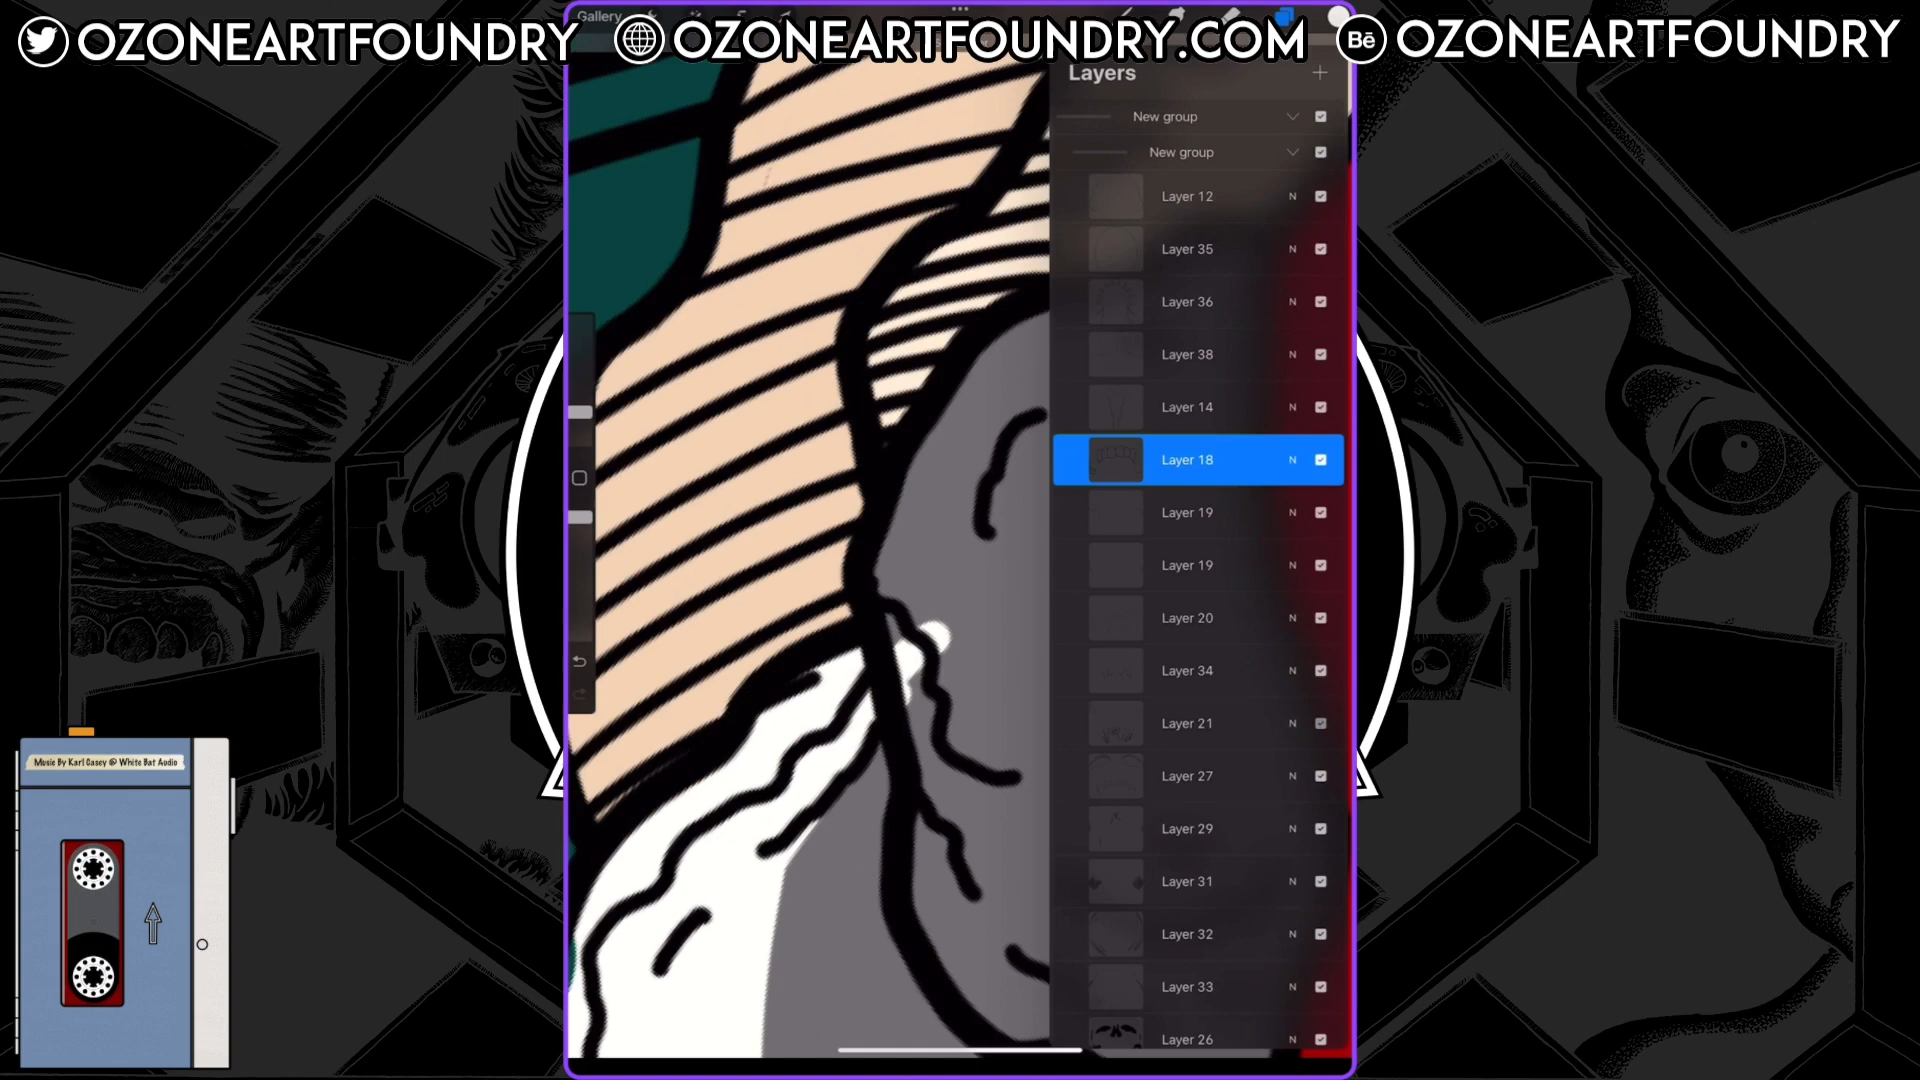 OZONEARTFOUNDRY
OZONEARTFOUNDRY.COM
Bē OZONEARTFOUNDRY
Gallery
Layers
New group
New group
Layer 12 N
Layer 35 N
Layer 36 N
Layer 38 N
Layer 14 N
Layer 18 N
Layer 19 N
Layer 19 N
Layer 20 N
Layer 34 N
Layer 21 N
Layer 27 N
Layer 29 N
Layer 31 N
Layer 32 N
Layer 33 N
Layer 26 N
Music By Karl Casey @ White Bat Audio